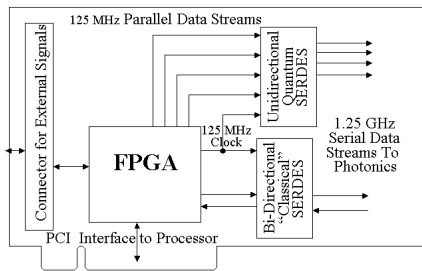 125 MHz Parallel Data Streams
Connector for External Signals
Unidirectional
Quantum
SERDES
125 MHz
Clock
FPGA
1.25 GHz
Serial Data
Streams To
Photonics
Bi-Directional
"Classical"
SERDES
PCI Interface to Processor